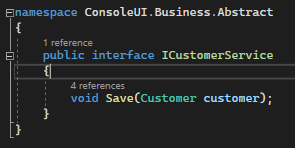 namespace ConsoleUI.Business.Abstract
{
1 reference
public interface ICustomerService
{
4 references
void Save(Customer customer);
}
}